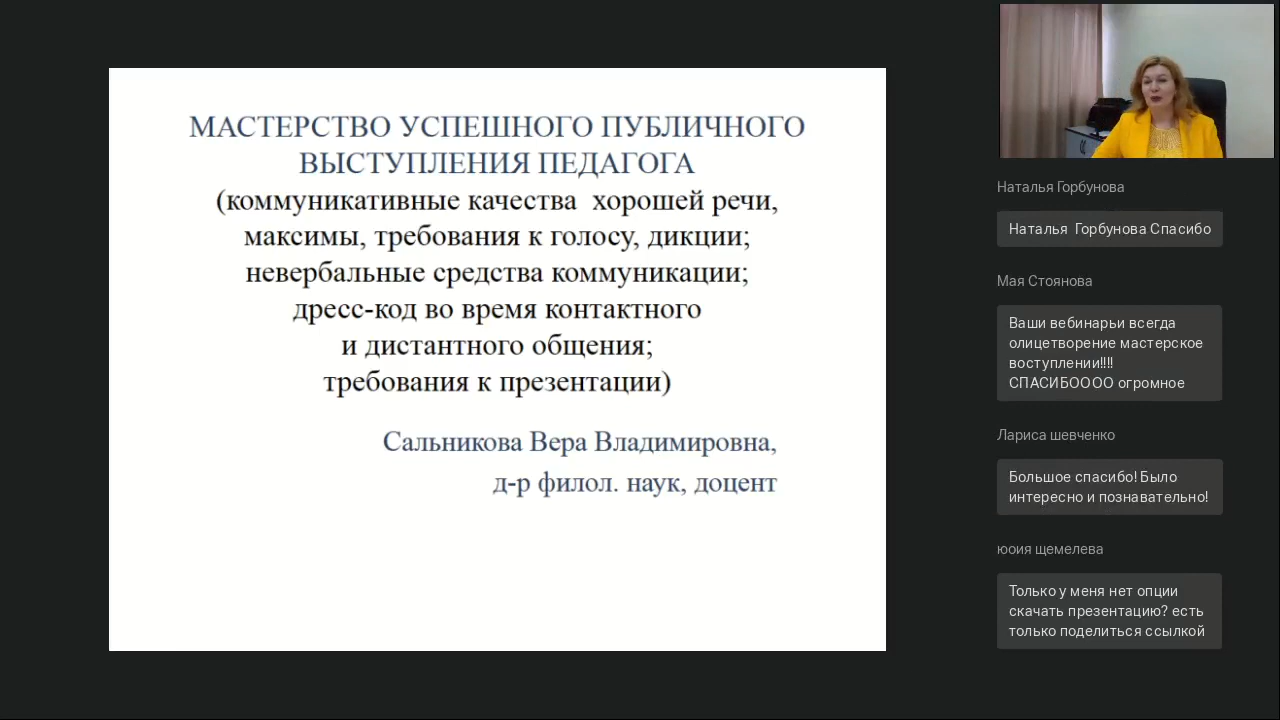 МАСТЕРСТВО УСПЕШНОГО ПУБЛИЧНОГО
ВЫСТУПЛЕНИЯ ПЕДАГОГА
(коммуникативные качества хорошей речи,
максимы, требования к голосу, дикции;
невербальные средства коммуникации;
дресс-код во время контактного
и дистантного общения;
требования к презентации)
Сальникова Вера Владимировна,
д-р филол. наук, доцент
Наталья Горбунова
Наталья Горбунова Спасибо
Мая Стоянова
Ваши вебинарьи всегда
олицетворение мастерское
воступлении!!!!
СПАСИБОООО огромное
Лариса шевченко
Большое спасибо! Было
интересно и познавательно!
юоия щемелева
Только у меня нет опции
скачать презентацию? есть
только поделиться ссылкой